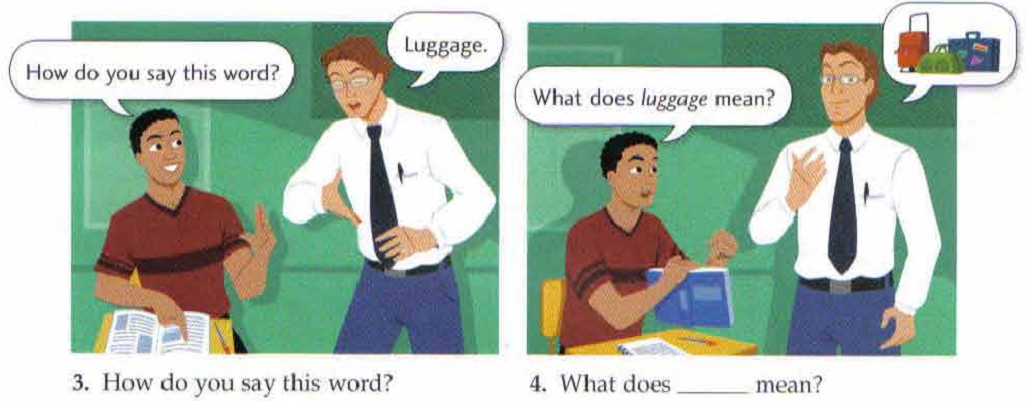 How do you say this word?
Luggage.
What does luggage mean?
3. How do you say this word?
4. What does ______ mean?